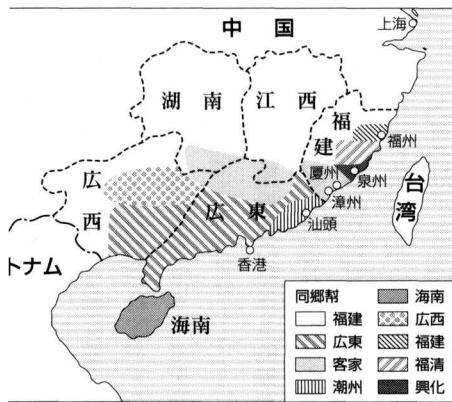 中国
上海
湖南
江西
福建
福州
泉州
厦州
漳州
汕頭
台湾
広西
広東
香港
トナム
海南
同郷幇
福建
広東
客家
潮州
海南
広西
福建
福清
興化